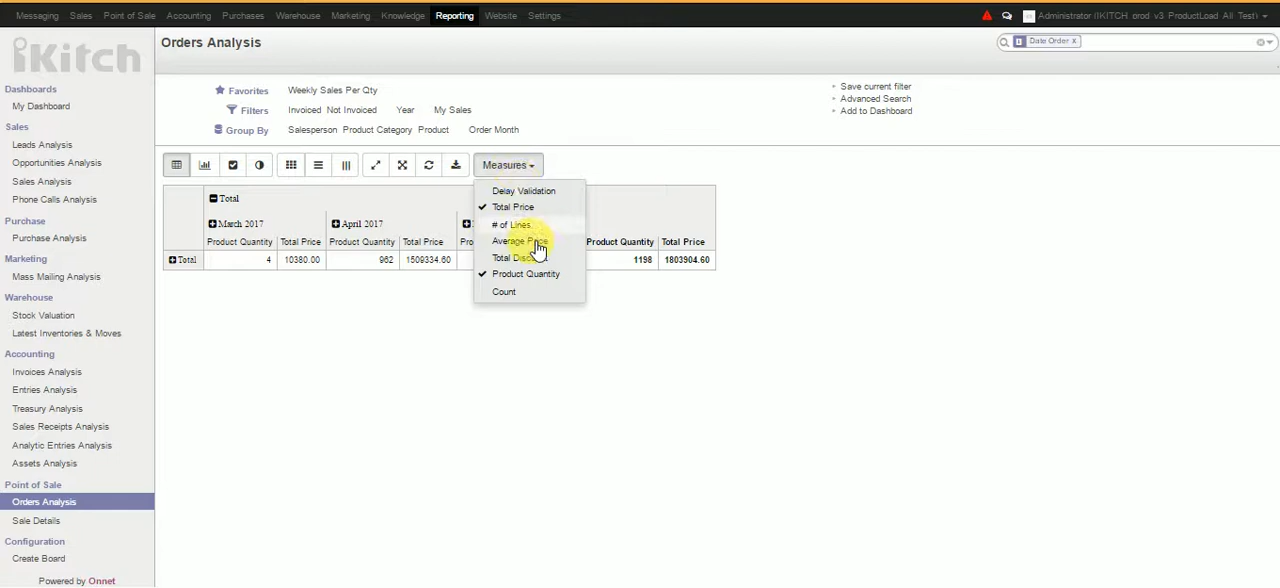 Messaging Sales Point of Sale Accounting Purchases Warehouse Marketing Knowledge Reporting Website Settings Administrator (IKITCH_prod_v3_ProductLoad_All_Test)
iKitch
Orders Analysis
Date Order x
Dashboards
My Dashboard
Sales
Leads Analysis
Opportunities Analysis
Sales Analysis
Phone Calls Analysis
Purchase
Purchase Analysis
Marketing
Mass Mailing Analysis
Warehouse
Stock Valuation
Latest Inventories & Moves
Accounting
Invoices Analysis
Entries Analysis
Treasury Analysis
Sales Receipts Analysis
Analytic Entries Analysis
Assets Analysis
Point of Sale
Orders Analysis
Sale Details
Configuration
Create Board
Powered by Onnet
Favorites Weekly Sales Per Qty
Filters Invoiced Not Invoiced Year My Sales
Group By Salesperson Product Category Product Order Month
Save current filter
Advanced Search
Add to Dashboard
Measures
Delay Validation
Total Price
# of Lines
Average Price
Total
Product Quantity
Count
Total
March 2017 April 2017
Product Quantity Total Price Product Quantity Total Price Product Quantity Total Price
Total 4 10380.00 962 1509334.60 1198 1803904.60